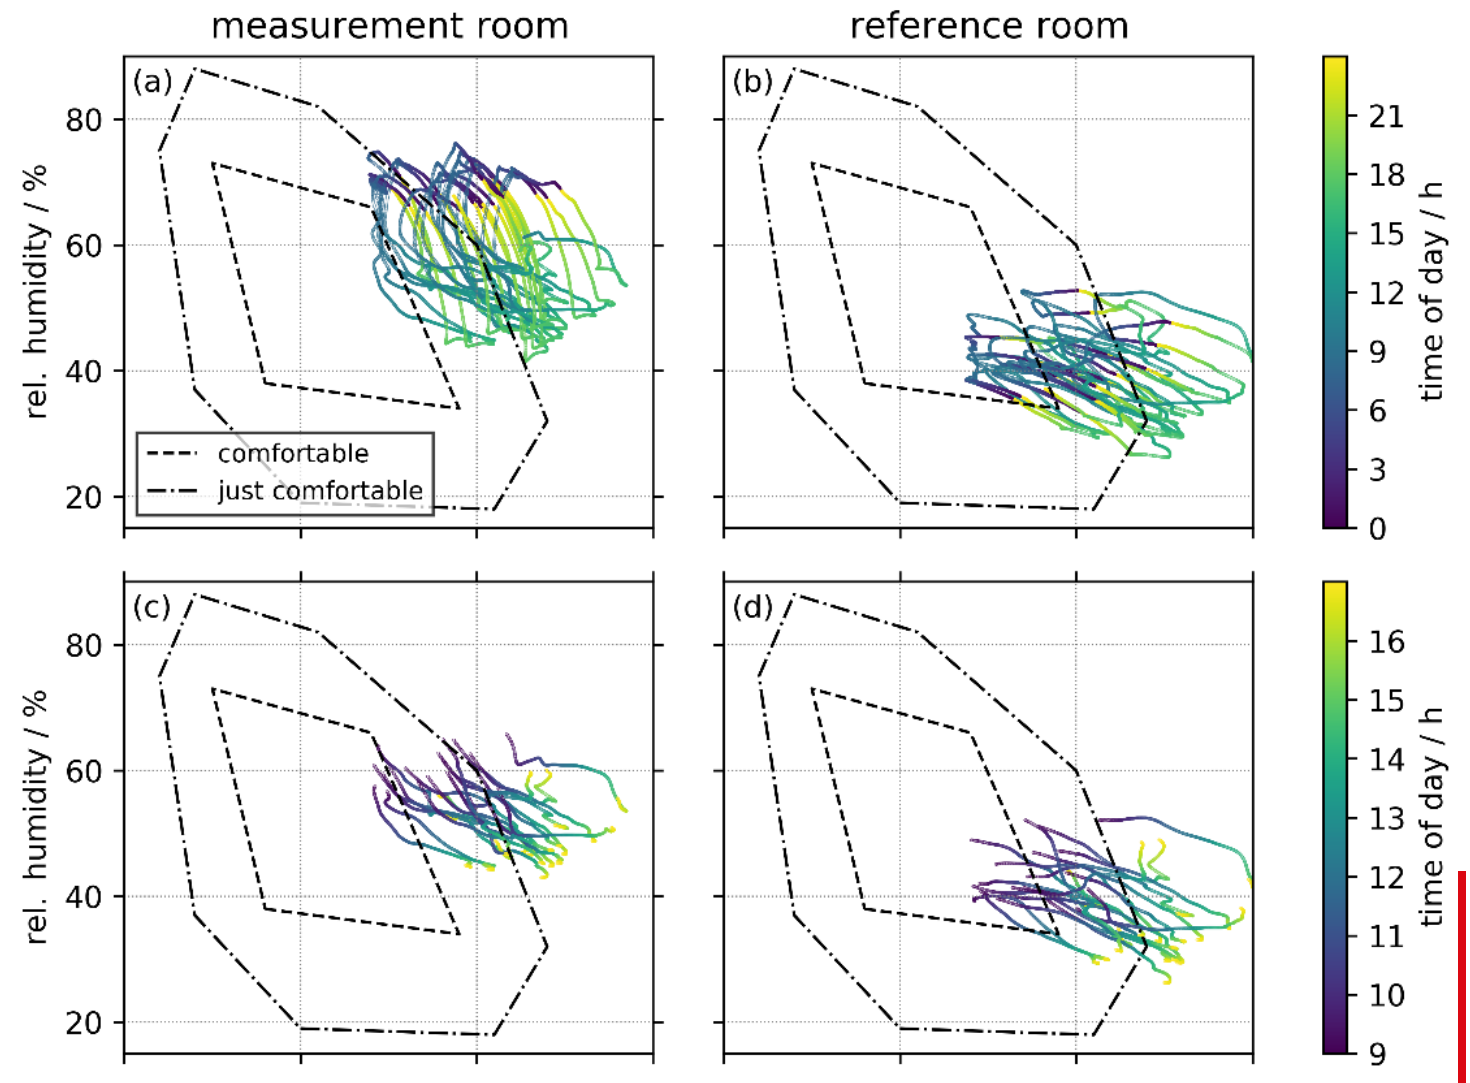 measurement room
reference room
(a)
(b)
80
60
40
20
rel. humidity / %
comfortable
just comfortable
21
18
15
12
9
6
3
0
time of day / h
(c)
(d)
80
60
40
20
rel. humidity / %
16
15
14
13
12
11
10
9
time of day / h